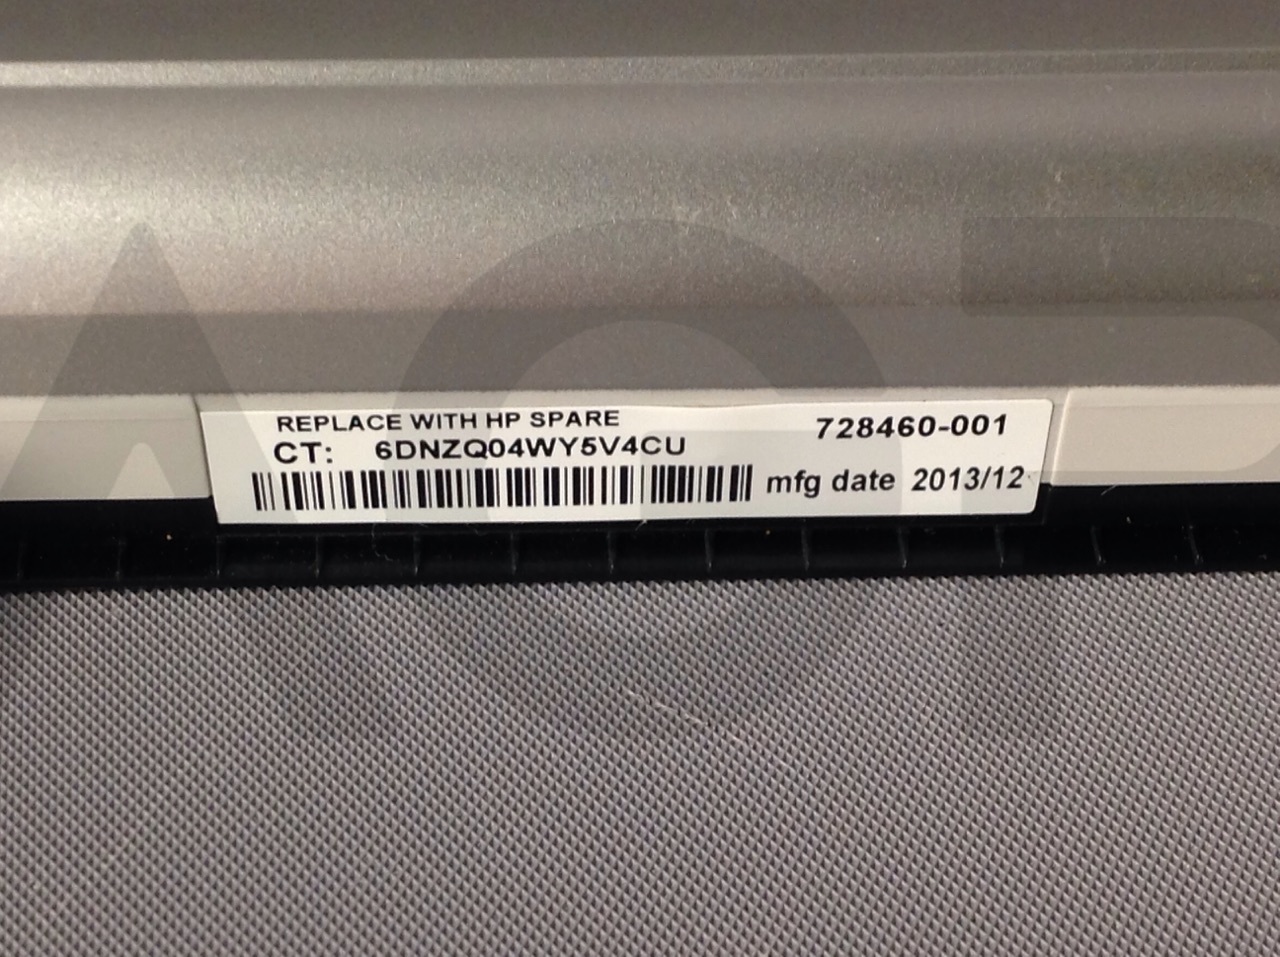 REPLACE WITH HP SPARE 728460-001
CT: 6DNZQ04WY5V4CU
mfg date 2013/12